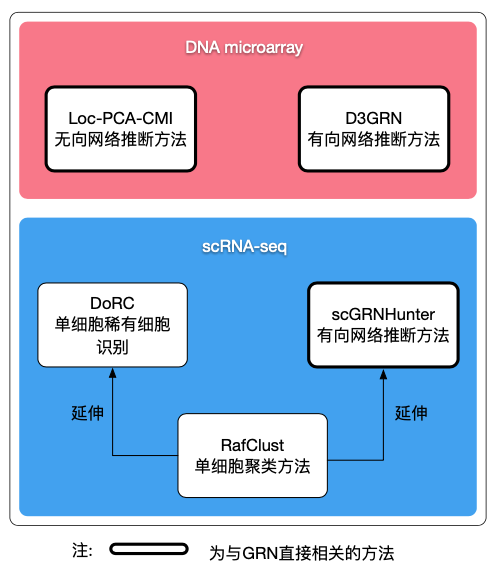 DNA microarray
Loc-PCA-CMI
无向网络推断方法
D3GRN
有向网络推断方法
scRNA-seq
DoRC
单细胞稀有细胞
识别
scGRNHunter
有向网络推断方法
延伸
延伸
RafClust
单细胞聚类方法
注:
为与GRN直接相关的方法